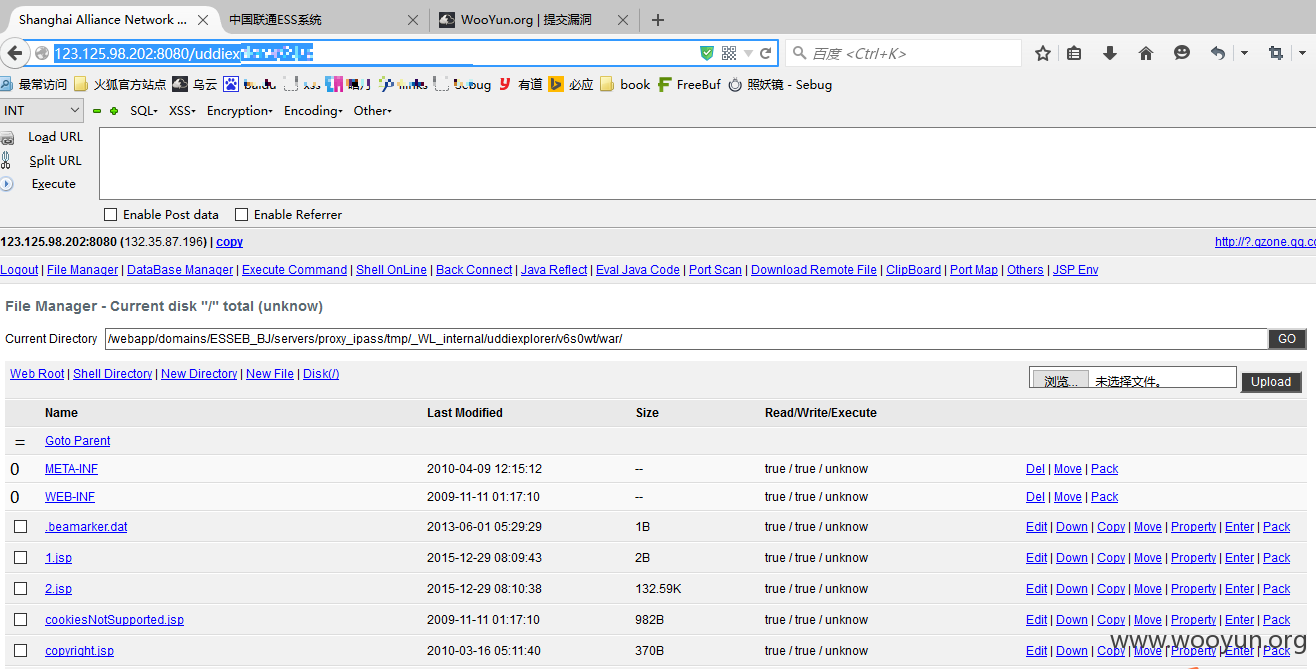 Shanghai Alliance Network ...
中国联通ESS系统
WooYun.org | 提交漏洞
123.125.98.202:8080/uddiex
百度 <Ctrl+K>
最常访问 火狐官方站点 乌云 有道 必应 book FreeBuf 照妖镜 - Sebug
INT SQL XSS Encryption Encoding Other
Load URL
Split URL
Execute
Enable Post data Enable Referrer
123.125.98.202:8080 (132.35.87.196) | copy
http://?.qzone.qq.co
Logout | File Manager | DataBase Manager | Execute Command | Shell OnLine | Back Connect | Java Reflect | Eval Java Code | Port Scan | Download Remote File | ClipBoard | Port Map | Others | JSP Env
File Manager - Current disk "/" total (unknow)
Current Directory /webapp/domains/ESSEB_BJ/servers/proxy_ipass/tmp/_WL_internal/uddiexplorer/v6s0wt/war/ GO
Web Root | Shell Directory | New Directory | New File | Disk(/) 浏览... 未选择文件。 Upload
Name Last Modified Size Read/Write/Execute
= Goto Parent
0 META-INF 2010-04-09 12:15:12 -- true / true / unknow Del | Move | Pack
0 WEB-INF 2009-11-11 01:17:10 -- true / true / unknow Del | Move | Pack
.beamarker.dat 2013-06-01 05:29:29 1B true / true / unknow Edit | Down | Copy | Move | Property | Enter | Pack
1.jsp 2015-12-29 08:09:43 2B true / true / unknow Edit | Down | Copy | Move | Property | Enter | Pack
2.jsp 2015-12-29 08:10:38 132.59K true / true / unknow Edit | Down | Copy | Move | Property | Enter | Pack
cookiesNotSupported.jsp 2009-11-11 01:17:10 982B true / true / unknow Edit | Down | Copy | Move | Property | Enter | Pack
copyright.jsp 2010-03-16 05:11:40 370B true / true / unknow Edit | Down | Copy | Move | Property | Enter | Pack
www.wooyun.org